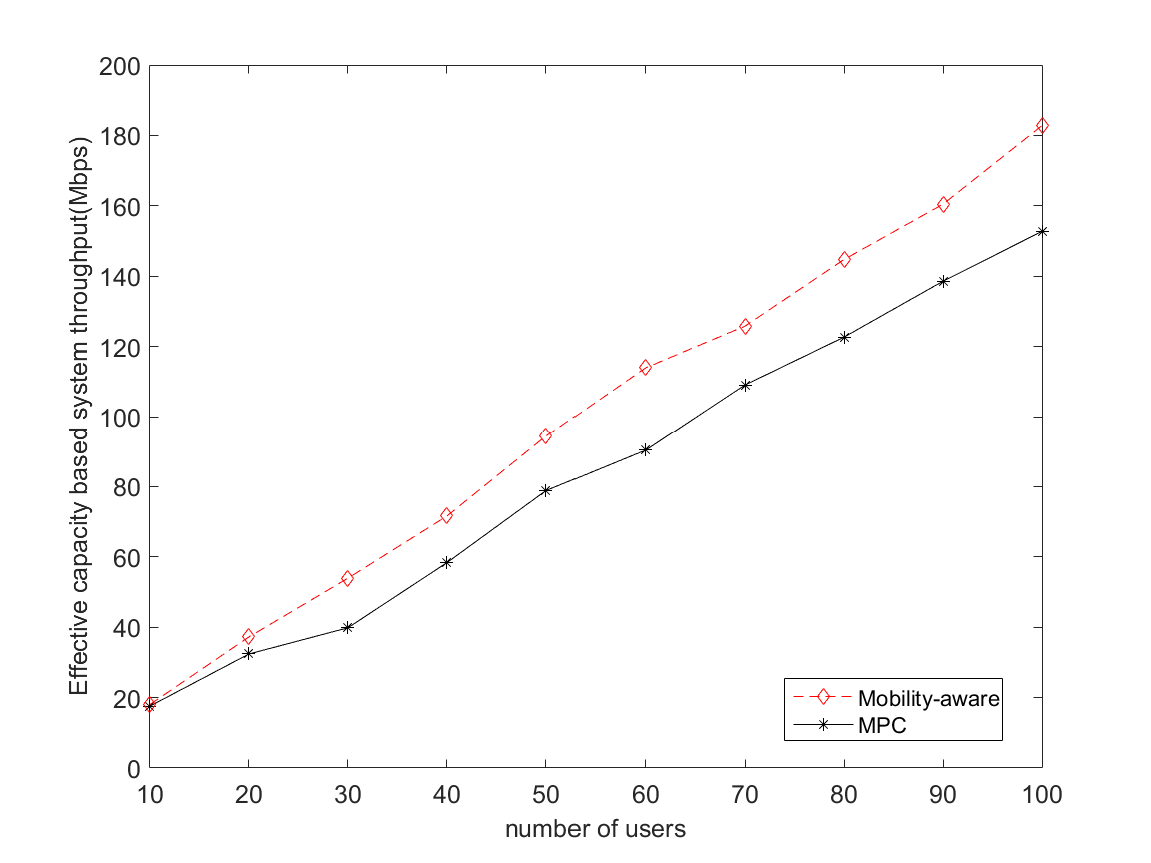 200
180
160
140
120
100
80
60
40
20
0
Effective capacity based system throughput(Mbps)
Mobility-aware
MPC
10 20 30 40 50 60 70 80 90 100
number of users